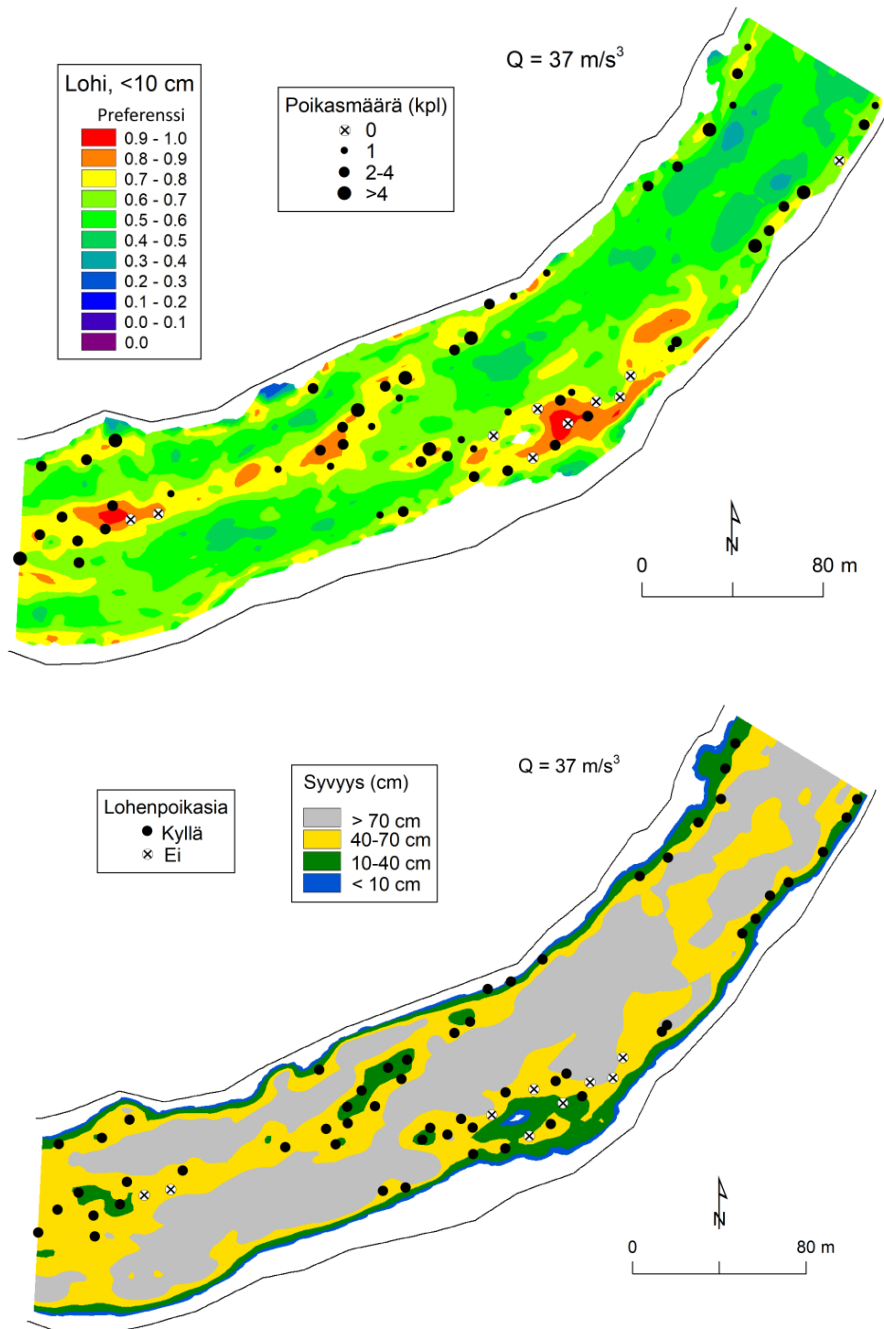 Lohi, <10 cm
Preferenssi
0.9 - 1.0
0.8 - 0.9
0.7 - 0.8
0.6 - 0.7
0.5 - 0.6
0.4 - 0.5
0.3 - 0.4
0.2 - 0.3
0.1 - 0.2
0.0 - 0.1
0.0
Poikasmäärä (kpl)
0
1
2-4
>4
Q = 37 m/s³
N
0 80 m
Lohenpoikasia
Kyllä
Ei
Syvyys (cm)
> 70 cm
40-70 cm
10-40 cm
< 10 cm
Q = 37 m/s³
N
0 80 m